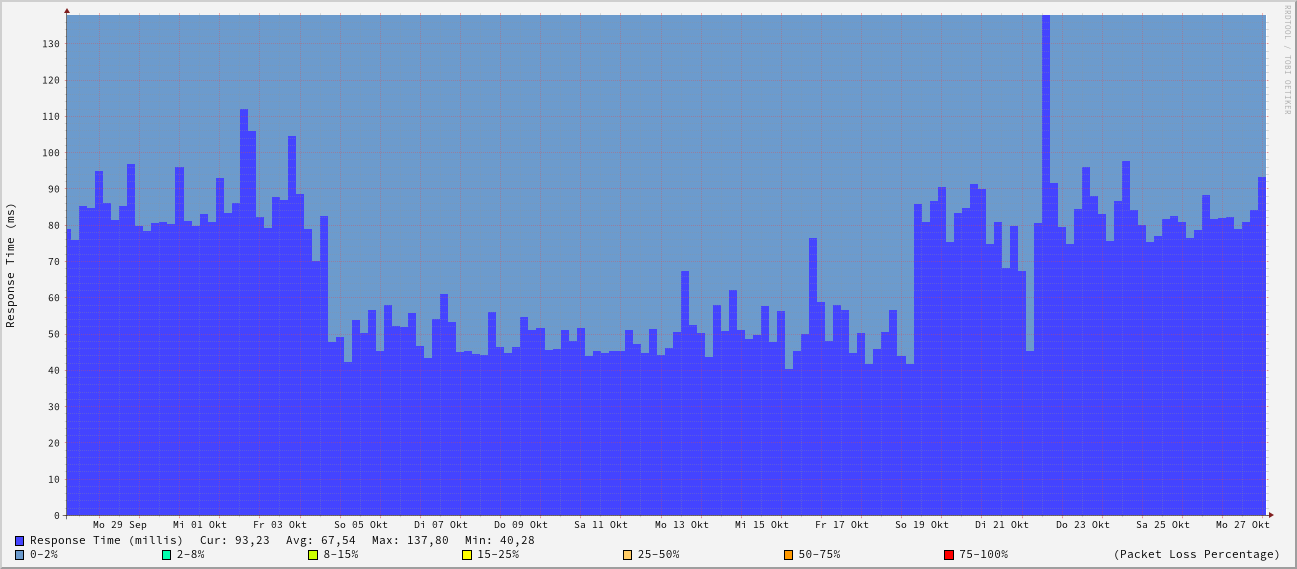 RRDTOOL / TOBI OETIKER
Response Time (ms)
130
120
110
100
90
80
70
60
50
40
30
20
10
0
Mo 29 Sep Mi 01 Okt Fr 03 Okt So 05 Okt Di 07 Okt Do 09 Okt Sa 11 Okt Mo 13 Okt Mi 15 Okt Fr 17 Okt So 19 Okt Di 21 Okt Do 23 Okt Sa 25 Okt Mo 27 Okt
Response Time (millis) Cur: 93,23 Avg: 67,54 Max: 137,80 Min: 40,28
0-2% 2-8% 8-15% 15-25% 25-50% 50-75% 75-100% (Packet Loss Percentage)